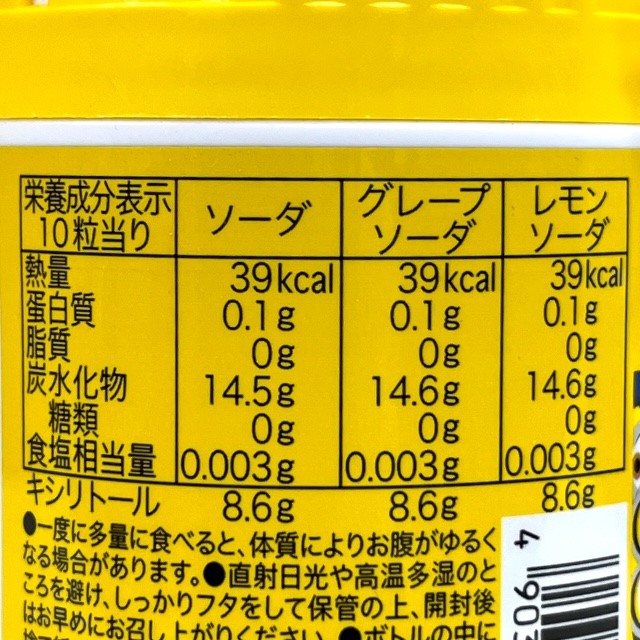 栄養成分表示 10粒当り ソーダ グレープソーダ レモンソーダ
熱量 39kcal 39kcal 39kcal
蛋白質 0.1g 0.1g 0.1g
脂質 0g 0g 0g
炭水化物 14.5g 14.6g 14.6g
糖類 0g 0g 0g
食塩相当量 0.003g 0.003g 0.003g
キシリトール 8.6g 8.6g 8.6g
●一度に多量に食べると、体質によりお腹がゆるく
なる場合があります。●直射日光や高温多湿のと
ころを避け、しっかりフタをして保管の上、開封後
はお早めにお召し上がりください。●ボトルの中に
4